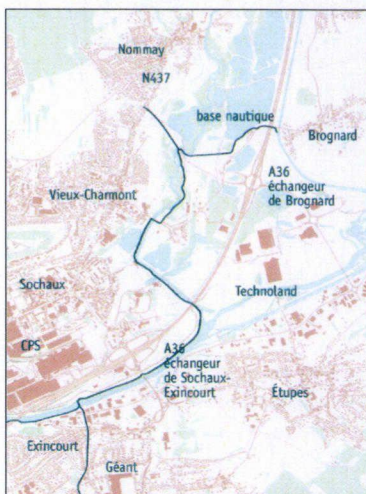 Nommay
N437
base nautique
Brognard
A36
échangeur
de Brognard
Vieux-Charmont
Sochaux
Technoland
CPS
A36
échangeur
de Sochaux-
Exincourt
Étupes
Exincourt
Géant